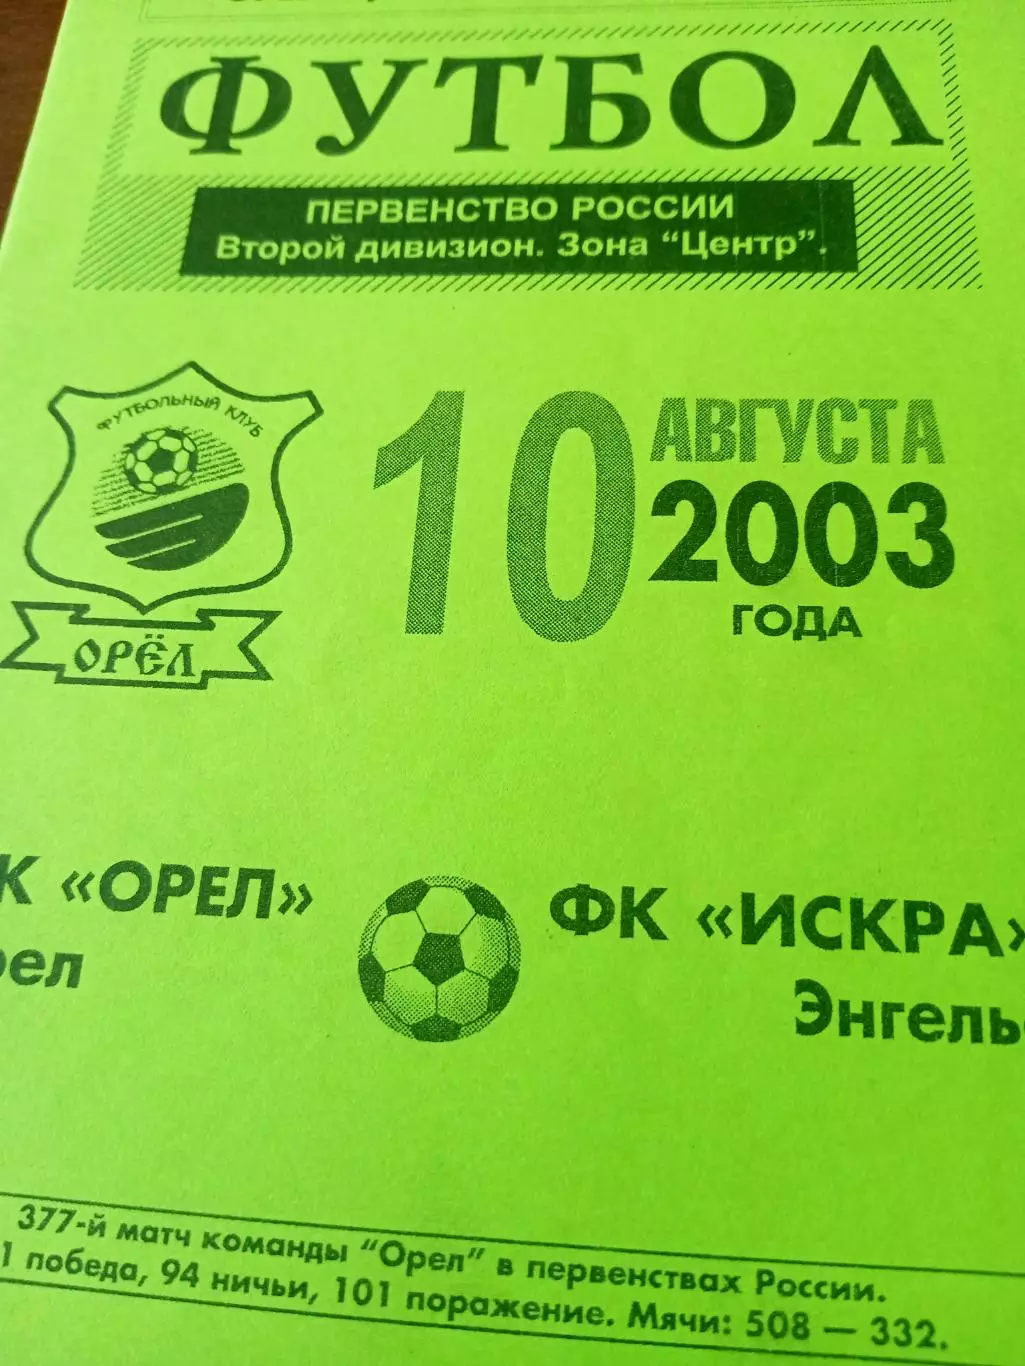 ФУТБОЛ
ПЕРВЕНСТВО РОССИИ
Второй дивизион. Зона “Центр”.
ФУТБОЛЬНЫЙ КЛУБ
ОРЁЛ
10 АВГУСТА
2003
ГОДА
К «ОРЕЛ»
рел
ФК «ИСКРА»
Энгель
377-й матч команды “Орел” в первенствах России.
1 победа, 94 ничьи, 101 поражение. Мячи: 508 — 332.